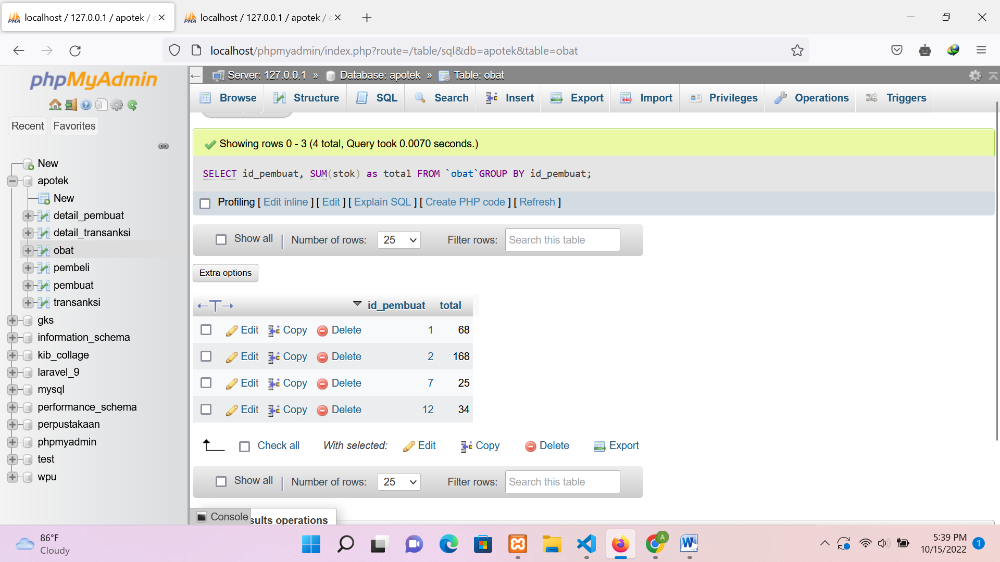 localhost / 127.0.0.1 / apotek /
localhost / 127.0.0.1 / apotek /
localhost/phpmyadmin/index.php?route=/table/sql&db=apotek&table=obat
phpMyAdmin
Recent
Favorites
New
apotek
New
detail_pembuat
detail_transanksi
obat
pembeli
pembuat
transanksi
gks
information_schema
kib_collage
laravel_9
mysql
performance_schema
perpustakaan
phpmyadmin
test
wpu
Server: 127.0.0.1 » Database: apotek » Table: obat
Browse Structure SQL Search Insert Export Import Privileges Operations Triggers
Showing rows 0 - 3 (4 total, Query took 0.0070 seconds.)
SELECT id_pembuat, SUM(stok) as total FROM `obat`GROUP BY id_pembuat;
Profiling [ Edit inline ] [ Edit ] [ Explain SQL ] [ Create PHP code ] [ Refresh ]
Show all | Number of rows: 25 Filter rows: Search this table
Extra options
←T→ id_pembuat total
Edit Copy Delete 1 68
Edit Copy Delete 2 168
Edit Copy Delete 7 25
Edit Copy Delete 12 34
Check all With selected: Edit Copy Delete Export
Show all | Number of rows: 25 Filter rows: Search this table
Console
sults operations
86°F
Cloudy
A
5:39 PM
10/15/2022
1